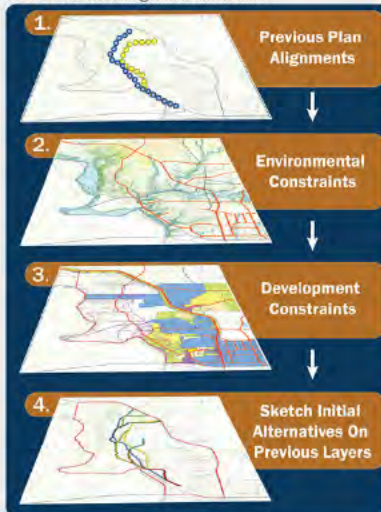 1.
Previous Plan
Alignments
2.
Environmental
Constraints
3.
Development
Constraints
4.
Sketch Initial
Alternatives On
Previous Layers